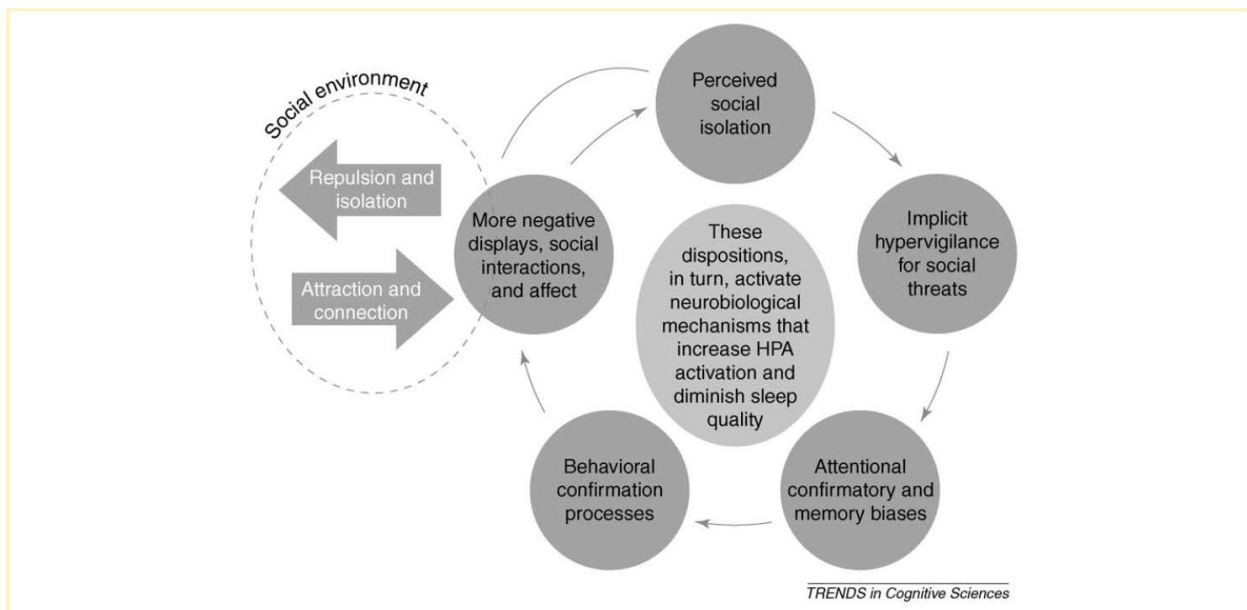 Social environment
Repulsion and
isolation
Attraction and
connection
More negative
displays, social
interactions,
and affect
Perceived
social
isolation
Implicit
hypervigilance
for social
threats
Attentional
confirmatory and
memory biases
Behavioral
confirmation
processes
These
dispositions,
in turn, activate
neurobiological
mechanisms that
increase HPA
activation and
diminish sleep
quality
TRENDS in Cognitive Sciences